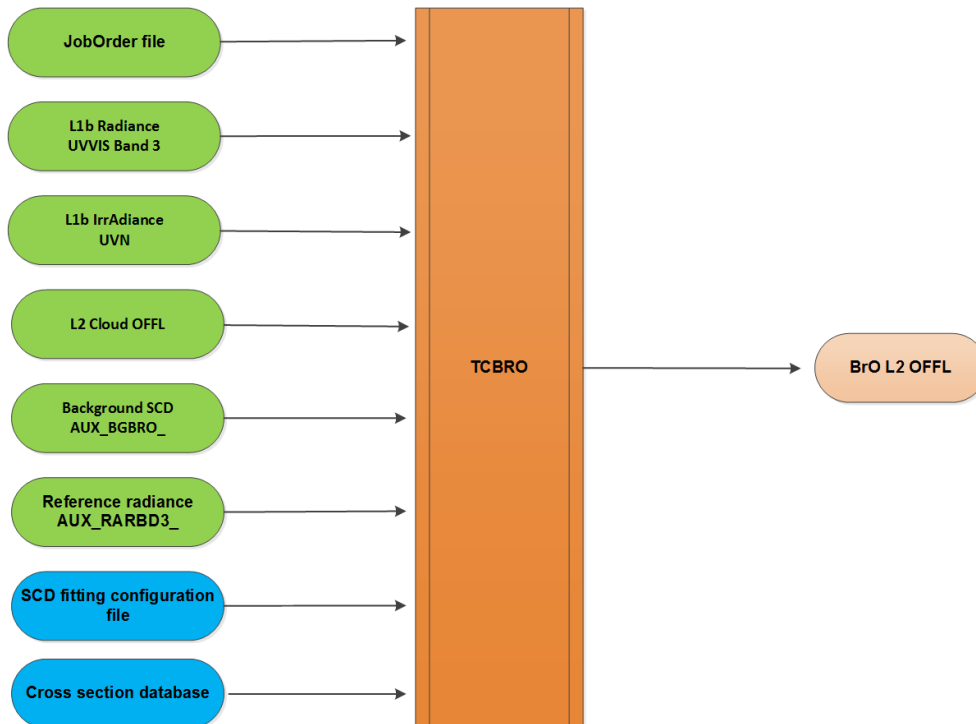 JobOrder file
L1b Radiance
UVVIS Band 3
L1b IrrAdiance
UVN
L2 Cloud OFFL
Background SCD
AUX_BGBRO_
Reference radiance
AUX_RARBD3_
SCD fitting configuration
file
Cross section database
TCBRO
BrO L2 OFFL